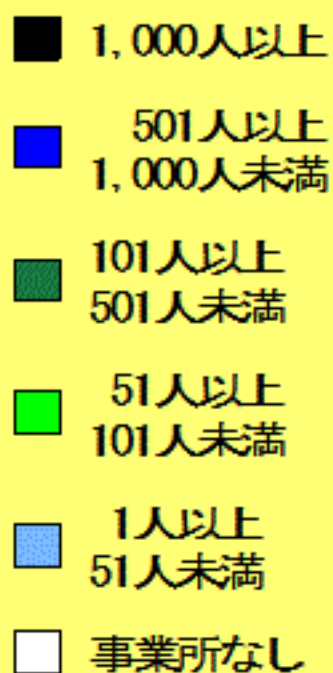 1,000人以上
501人以上
1,000人未満
101人以上
501人未満
51人以上
101人未満
1人以上
51人未満
事業所なし